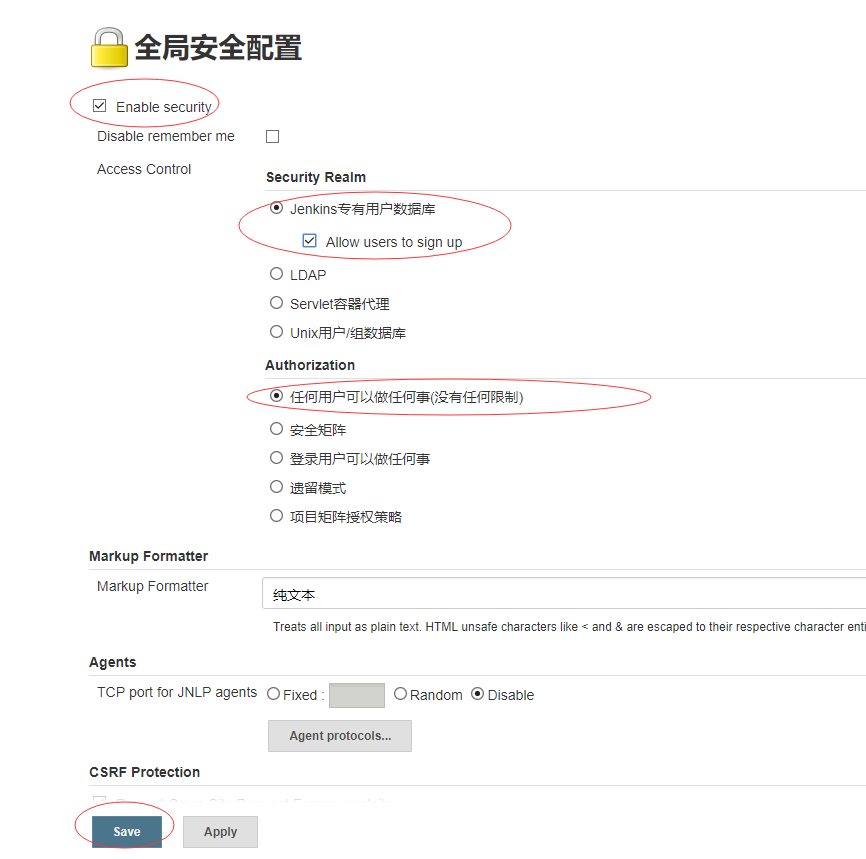 全局安全配置
Enable security
Disable remember me
Access Control
Security Realm
Jenkins专有用户数据库
Allow users to sign up
LDAP
Servlet容器代理
Unix用户/组数据库
Authorization
任何用户可以做任何事(没有任何限制)
安全矩阵
登录用户可以做任何事
遗留模式
项目矩阵授权策略
Markup Formatter
Markup Formatter
纯文本
Treats all input as plain text. HTML unsafe characters like < and & are escaped to their respective character enti
Agents
TCP port for JNLP agents Fixed : Random Disable
Agent protocols...
CSRF Protection
Save Apply